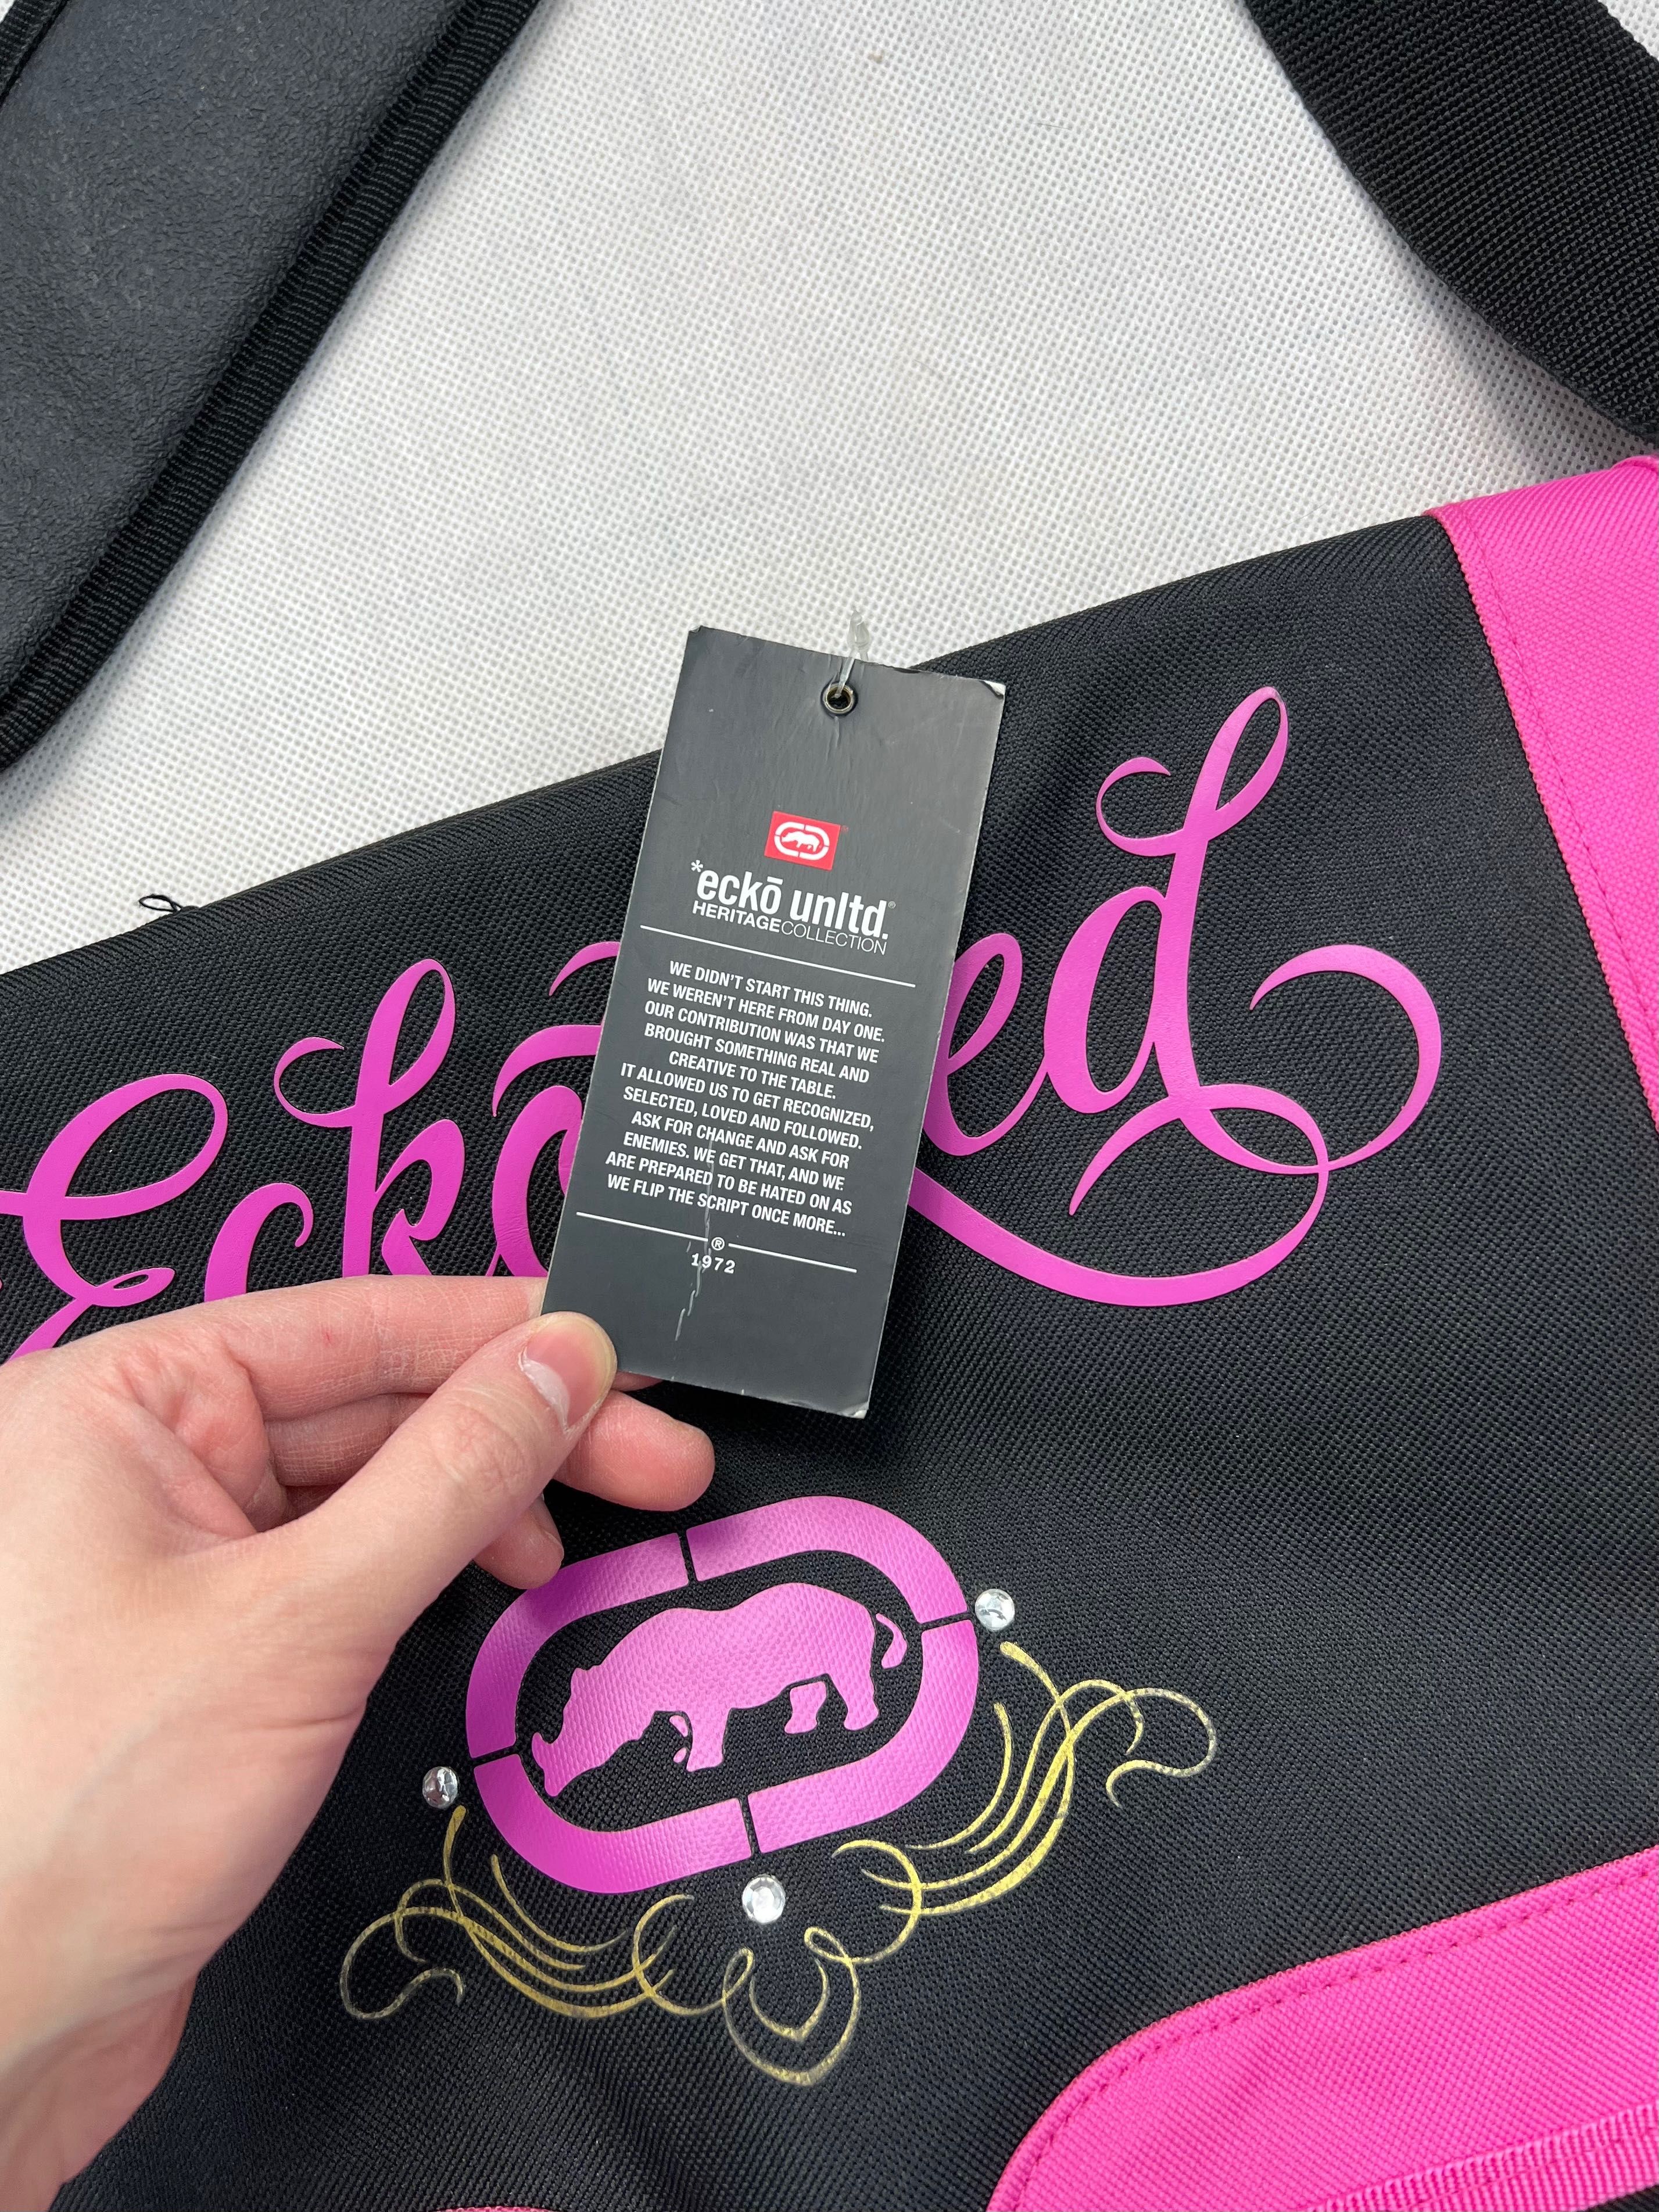 *eckō unltd.®
HERITAGECOLLECTION
WE DIDN'T START THIS THING.
WE WEREN'T HERE FROM DAY ONE.
OUR CONTRIBUTION WAS THAT WE
BROUGHT SOMETHING REAL AND
CREATIVE TO THE TABLE.
IT ALLOWED US TO GET RECOGNIZED,
SELECTED, LOVED AND FOLLOWED.
ASK FOR CHANGE AND ASK FOR
ENEMIES. WE GET THAT, AND WE
ARE PREPARED TO BE HATED ON AS
WE FLIP THE SCRIPT ONCE MORE...
®
1972
Eckō ed